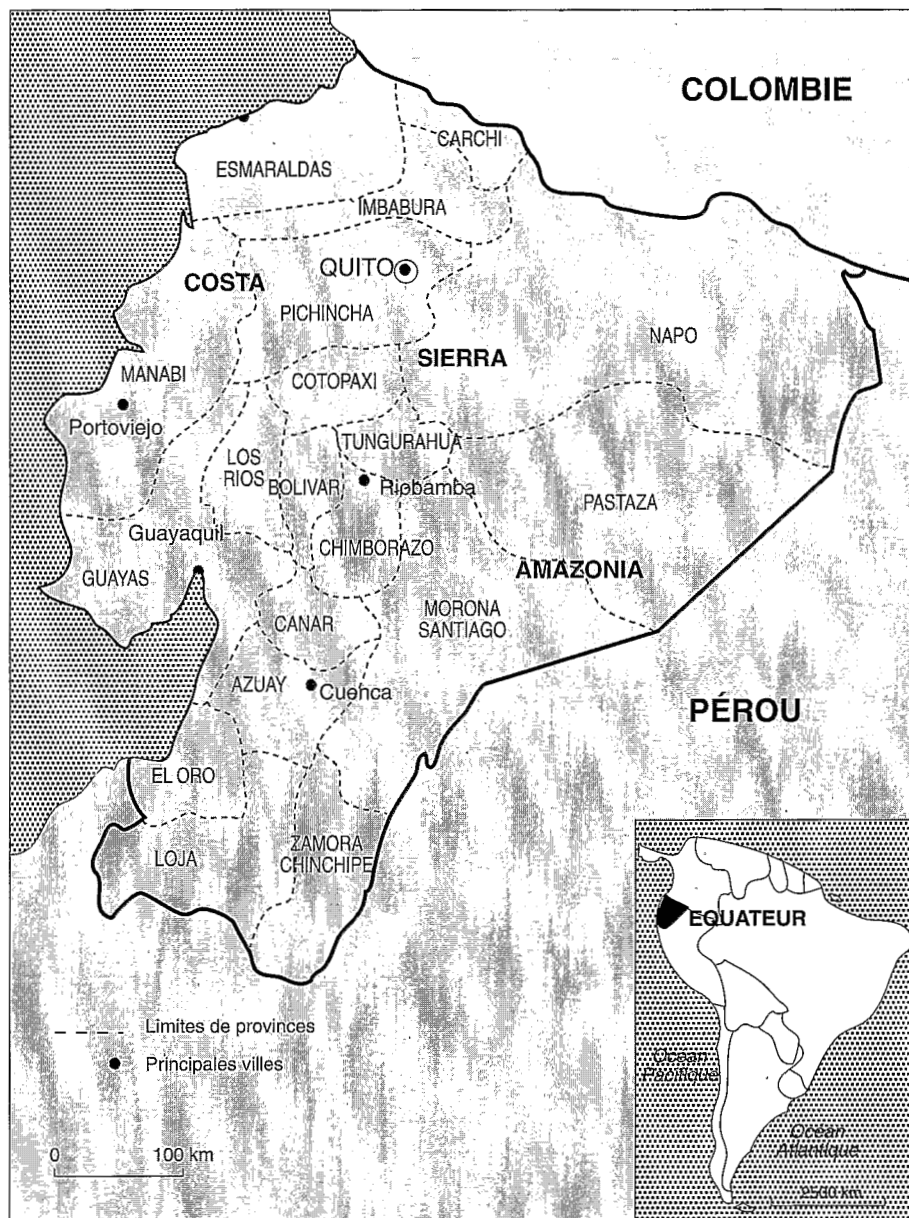 COLOMBIE
CARCHI
ESMARALDAS
IMBABURA
QUITO
COSTA
PICHINCHA
NAPO
SIERRA
MANABI
COTOPAXI
Portoviejo
TUNGURAHUA
LOS
RIOS
BOLIVAR
Riobamba
PASTAZA
Guayaquil
CHIMBORAZO
GUAYAS
AMAZONIA
MORONA
SANTIAGO
CANAR
AZUAY
Cuenca
PÉROU
EL ORO
LOJA
ZAMORA
CHINCHIPE
EQUATEUR
Limites de provinces
Principales villes
Océan
Pacifique
0
100 km
Océan
Atlantique
2500 km